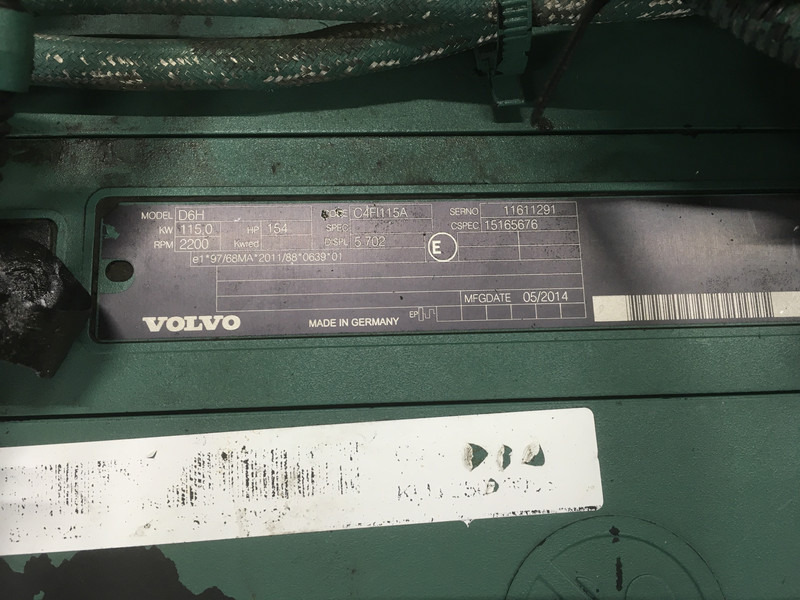 MODEL D6H CODE C4FI115A SERNO 11611291
KW 115,0 HP 154 SPEC CSPEC 15165676
RPM 2200 Kwied DISPL 5 702 E
e1*97/68MA*2011/88*0639*01
MFGDATE 05/2014
VOLVO MADE IN GERMANY EP